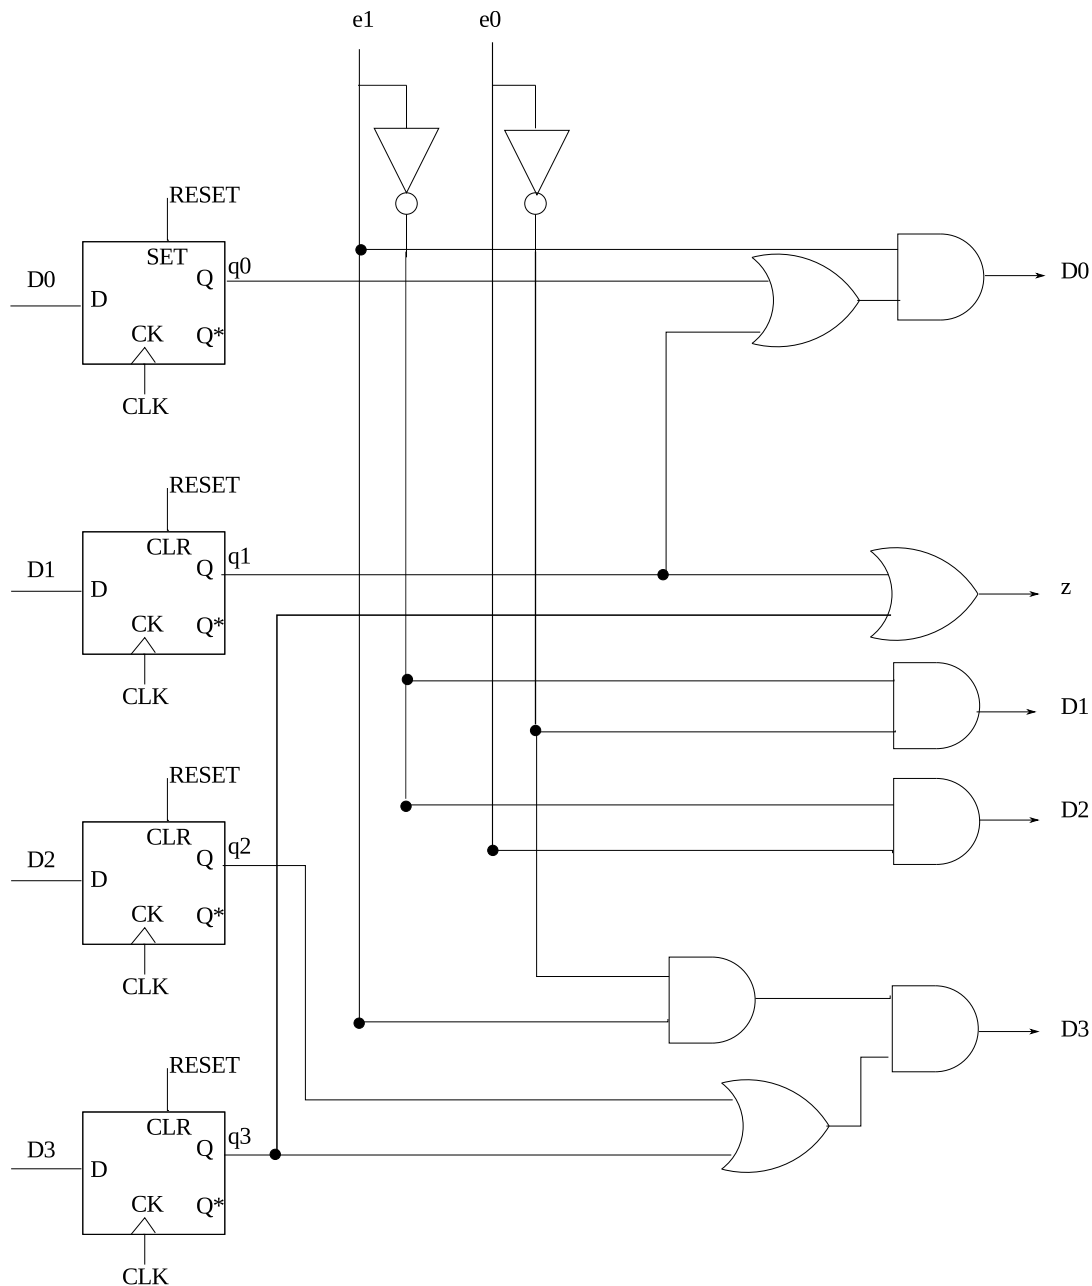 e1 e0
RESET
SET
D0 D Q q0
CK Q*
CLK
D0
RESET
CLR
D1 D Q q1
CK Q*
CLK
z
D1
RESET
CLR
D2 D Q q2
CK Q*
CLK
D2
RESET
CLR
D3 D Q q3
CK Q*
CLK
D3